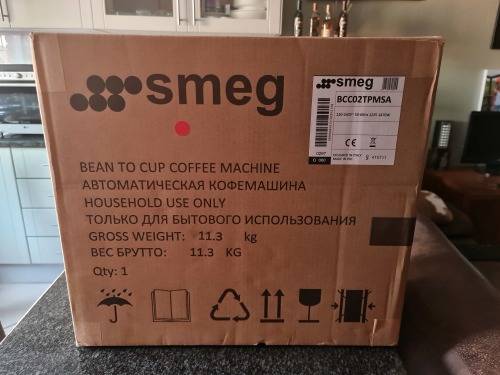 smeg
smeg
BCC02TPMSA
BEAN TO CUP COFFEE MACHINE
АВТОМАТИЧЕСКАЯ КОФЕМАШИНА
HOUSEHOLD USE ONLY
ТОЛЬКО ДЛЯ БЫТОВОГО ИСПОЛЬЗОВАНИЯ
GROSS WEIGHT: 11.3 kg
ВЕС БРУТТО: 11.3 KG
Qty: 1
CE